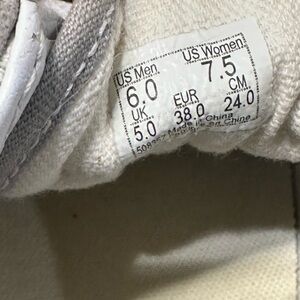 US Men US Women
6.0 7.5
UK EUR CM
5.0 38.0 24.0
Made in China